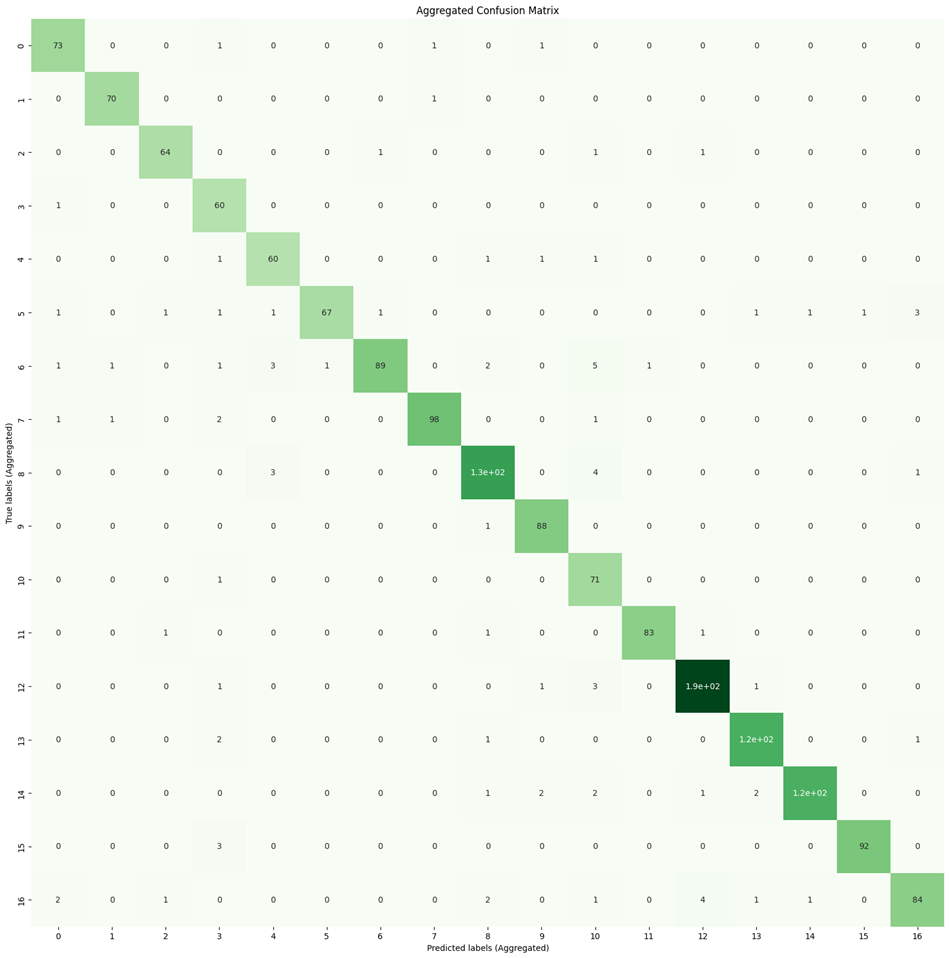 Aggregated Confusion Matrix
0 73 0 0 1 0 0 0 1 0 1 0 0 0 0 0 0 0
1 0 70 0 0 0 0 0 1 0 0 0 0 0 0 0 0 0
2 0 0 64 0 0 0 1 0 0 0 1 0 1 0 0 0 0
3 1 0 0 60 0 0 0 0 0 0 0 0 0 0 0 0 0
4 0 0 0 1 60 0 0 0 1 1 1 0 0 0 0 0 0
5 1 0 1 1 1 67 1 0 0 0 0 0 0 1 1 1 3
6 1 1 0 1 3 1 89 0 2 0 5 1 0 0 0 0 0
7 1 1 0 2 0 0 0 98 0 0 1 0 0 0 0 0 0
True labels (Aggregated)
8 0 0 0 0 3 0 0 0 1.3e+02 0 4 0 0 0 0 0 1
9 0 0 0 0 0 0 0 0 1 88 0 0 0 0 0 0 0
10 0 0 0 1 0 0 0 0 0 0 71 0 0 0 0 0 0
11 0 0 1 0 0 0 0 0 1 0 0 83 1 0 0 0 0
12 0 0 0 1 0 0 0 0 0 1 3 0 1.9e+02 1 0 0 0
13 0 0 0 2 0 0 0 0 1 0 0 0 0 1.2e+02 0 0 1
14 0 0 0 0 0 0 0 0 1 2 2 0 1 2 1.2e+02 0 0
15 0 0 0 3 0 0 0 0 0 0 0 0 0 0 0 92 0
16 2 0 1 0 0 0 0 0 2 0 1 0 4 1 1 0 84
0 1 2 3 4 5 6 7 8 9 10 11 12 13 14 15 16
Predicted labels (Aggregated)